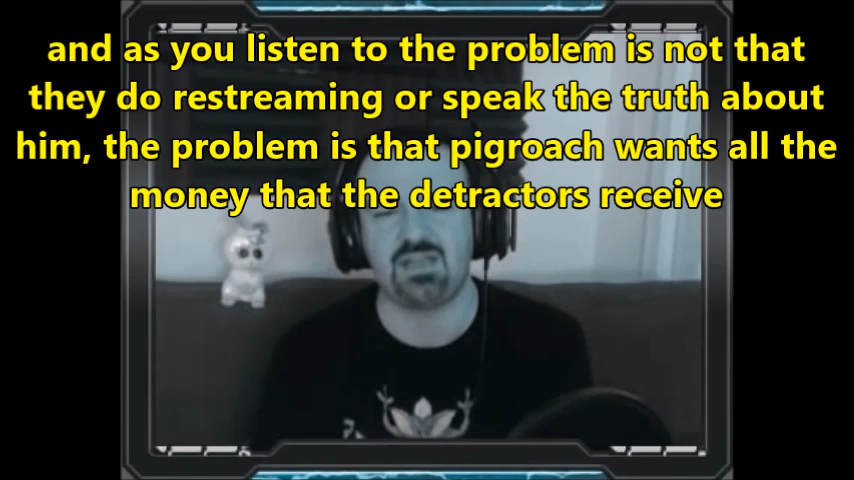 and as you listen to the problem is not that
they do restreaming or speak the truth about
him, the problem is that pigroach wants all the
money that the detractors receive